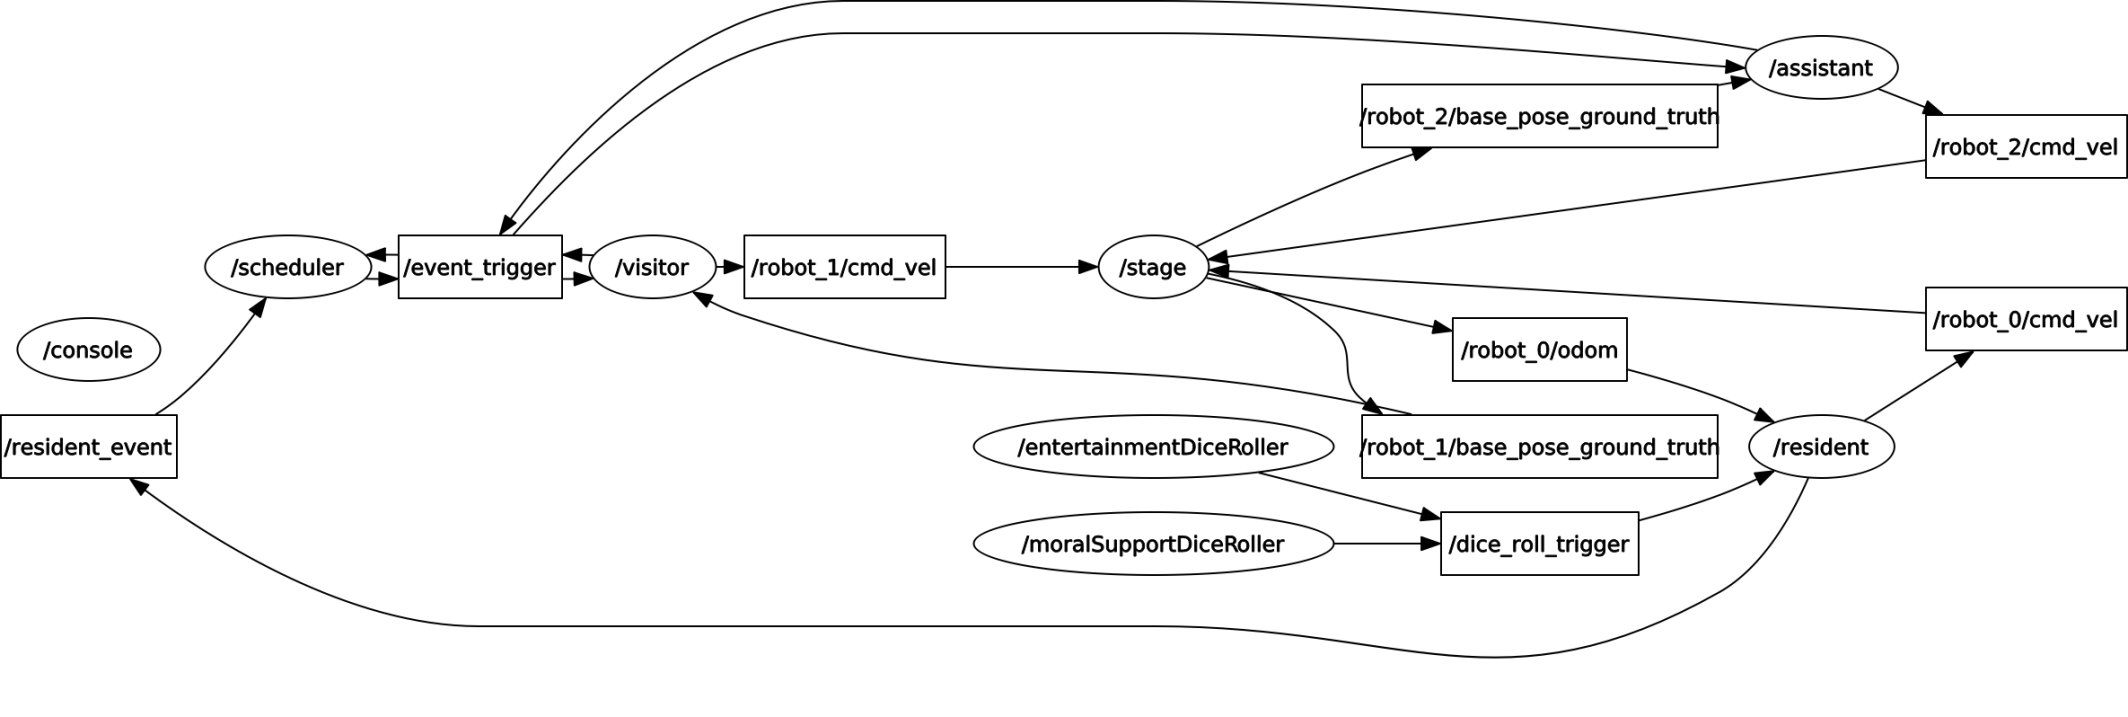 /assistant
/robot_2/base_pose_ground_truth
/robot_2/cmd_vel
/scheduler
/event_trigger
/visitor
/robot_1/cmd_vel
/stage
/robot_0/cmd_vel
/console
/robot_0/odom
/resident_event
/entertainmentDiceRoller
/robot_1/base_pose_ground_truth
/resident
/moralSupportDiceRoller
/dice_roll_trigger